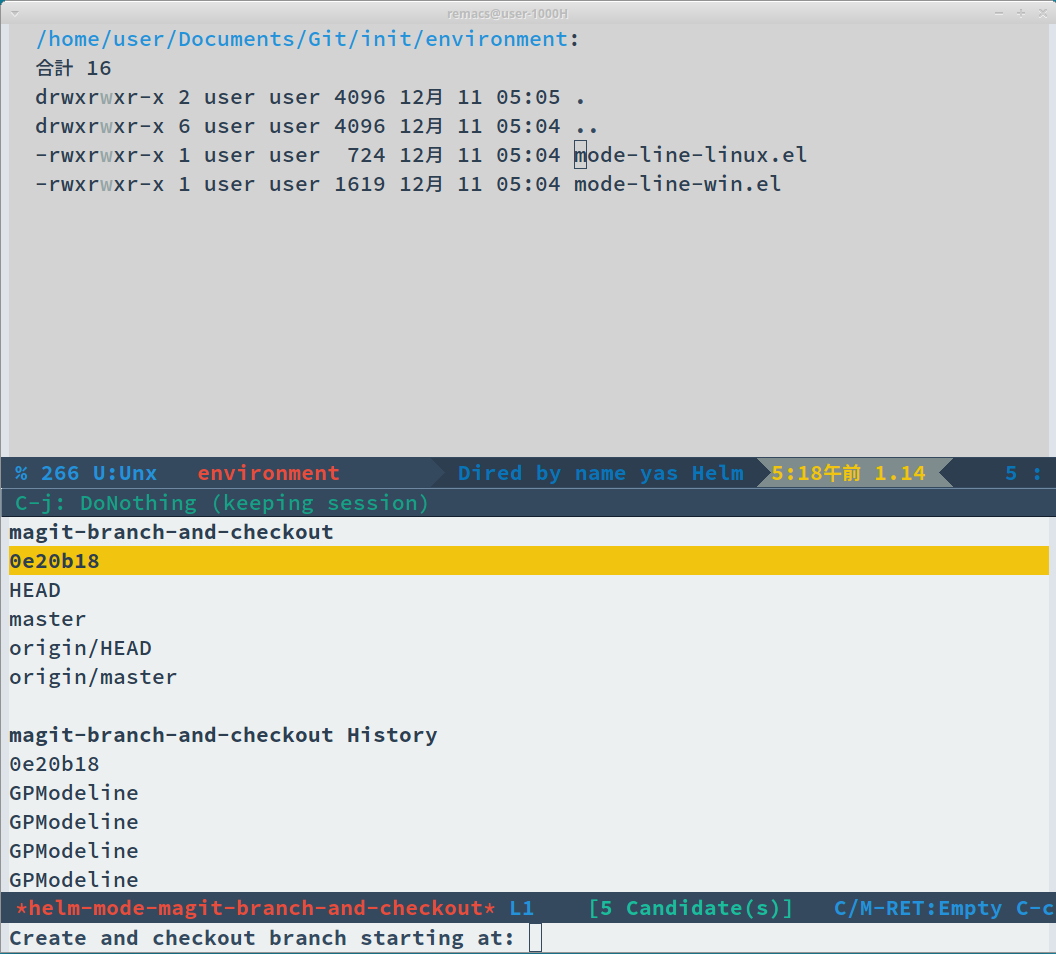 remacs@user-1000H
/home/user/Documents/Git/init/environment:
合計 16
drwxrwxr-x 2 user user 4096 12月 11 05:05 .
drwxrwxr-x 6 user user 4096 12月 11 05:04 ..
-rwxrwxr-x 1 user user  724 12月 11 05:04 mode-line-linux.el
-rwxrwxr-x 1 user user 1619 12月 11 05:04 mode-line-win.el
% 266 U:Unx environment Dired by name yas Helm 5:18午前 1.14 5 :
C-j: DoNothing (keeping session)
magit-branch-and-checkout
0e20b18
HEAD
master
origin/HEAD
origin/master
magit-branch-and-checkout History
0e20b18
GPModeline
GPModeline
GPModeline
GPModeline
*helm-mode-magit-branch-and-checkout* L1 [5 Candidate(s)] C/M-RET:Empty C-c
Create and checkout branch starting at: